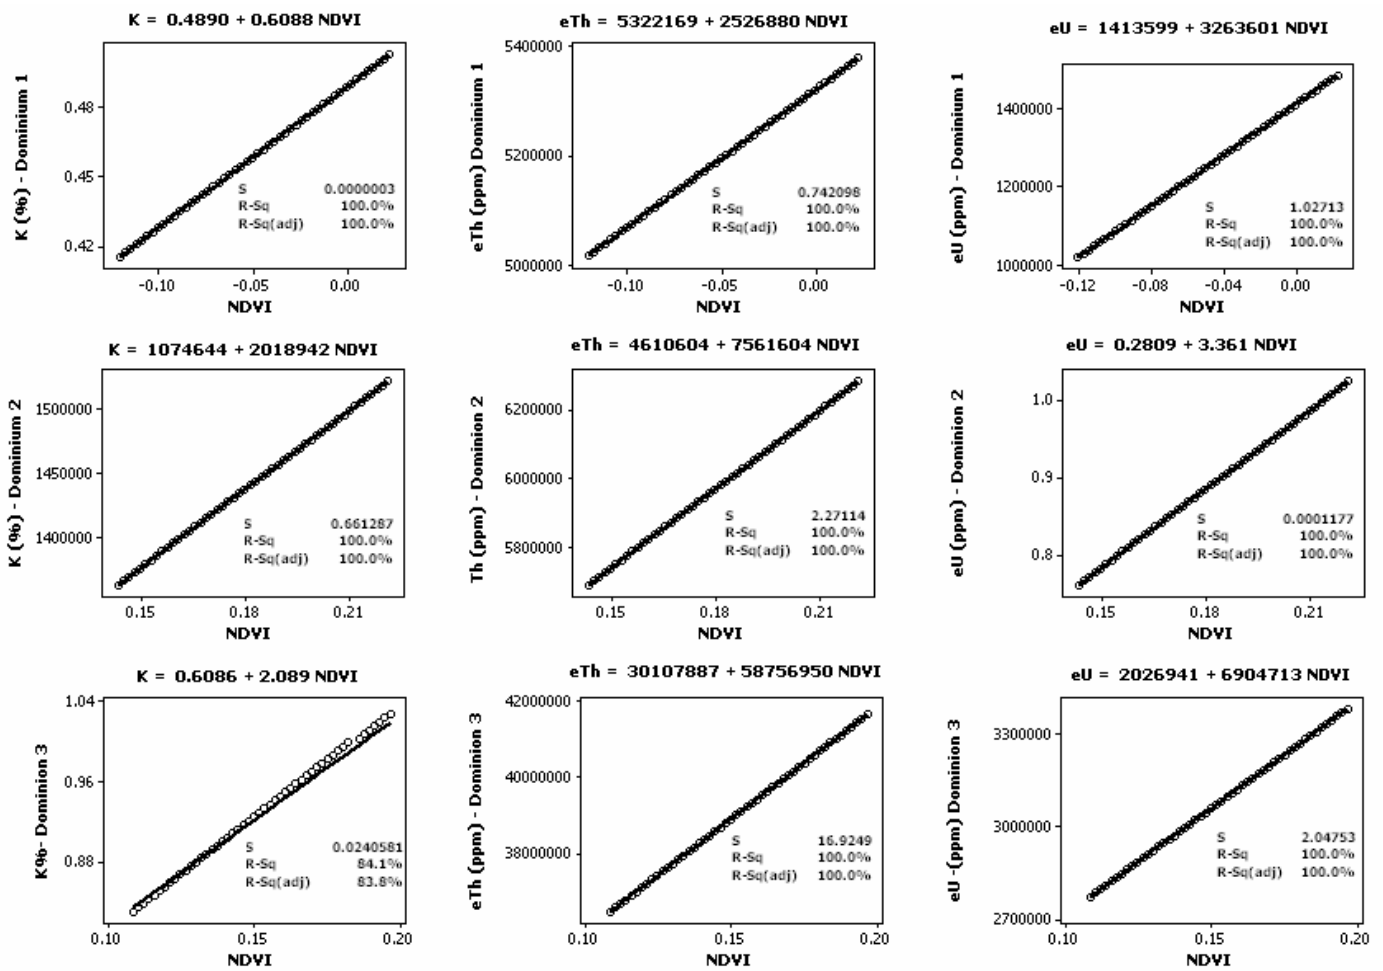 K = 0.4890 + 0.6088 NDVI
K (%) - Dominium 1
0.48
0.45
0.42
S 0.0000003
R-Sq 100.0%
R-Sq(adj) 100.0%
-0.10 -0.05 0.00
NDVI
eTh = 5322169 + 2526880 NDVI
eTh (ppm) Dominium 1
5400000
5200000
5000000
S 0.742098
R-Sq 100.0%
R-Sq(adj) 100.0%
-0.10 -0.05 0.00
NDVI
eU = 1413599 + 3263601 NDVI
eU (ppm) - Dominium 1
1400000
1200000
1000000
S 1.02713
R-Sq 100.0%
R-Sq(adj) 100.0%
-0.12 -0.08 -0.04 0.00
NDVI
K = 1074644 + 2018942 NDVI
K (%) - Dominium 2
1500000
1450000
1400000
S 0.661287
R-Sq 100.0%
R-Sq(adj) 100.0%
0.15 0.18 0.21
NDVI
eTh = 4610604 + 7561604 NDVI
Th (ppm) - Dominion 2
6200000
6000000
5800000
S 2.27114
R-Sq 100.0%
R-Sq(adj) 100.0%
0.15 0.18 0.21
NDVI
eU = 0.2809 + 3.361 NDVI
eU (ppm) - Dominion 2
1.0
0.9
0.8
S 0.0001177
R-Sq 100.0%
R-Sq(adj) 100.0%
0.15 0.18 0.21
NDVI
K = 0.6086 + 2.089 NDVI
K%- Dominion 3
1.04
0.96
0.88
S 0.0240581
R-Sq 84.1%
R-Sq(adj) 83.8%
0.10 0.15 0.20
NDVI
eTh = 30107887 + 58756950 NDVI
eTh (ppm) - Dominion 3
42000000
40000000
38000000
S 16.9249
R-Sq 100.0%
R-Sq(adj) 100.0%
0.10 0.15 0.20
NDVI
eU = 2026941 + 6904713 NDVI
eU -(ppm) Dominion 3
3300000
3000000
2700000
S 2.04753
R-Sq 100.0%
R-Sq(adj) 100.0%
0.10 0.15 0.20
NDVI